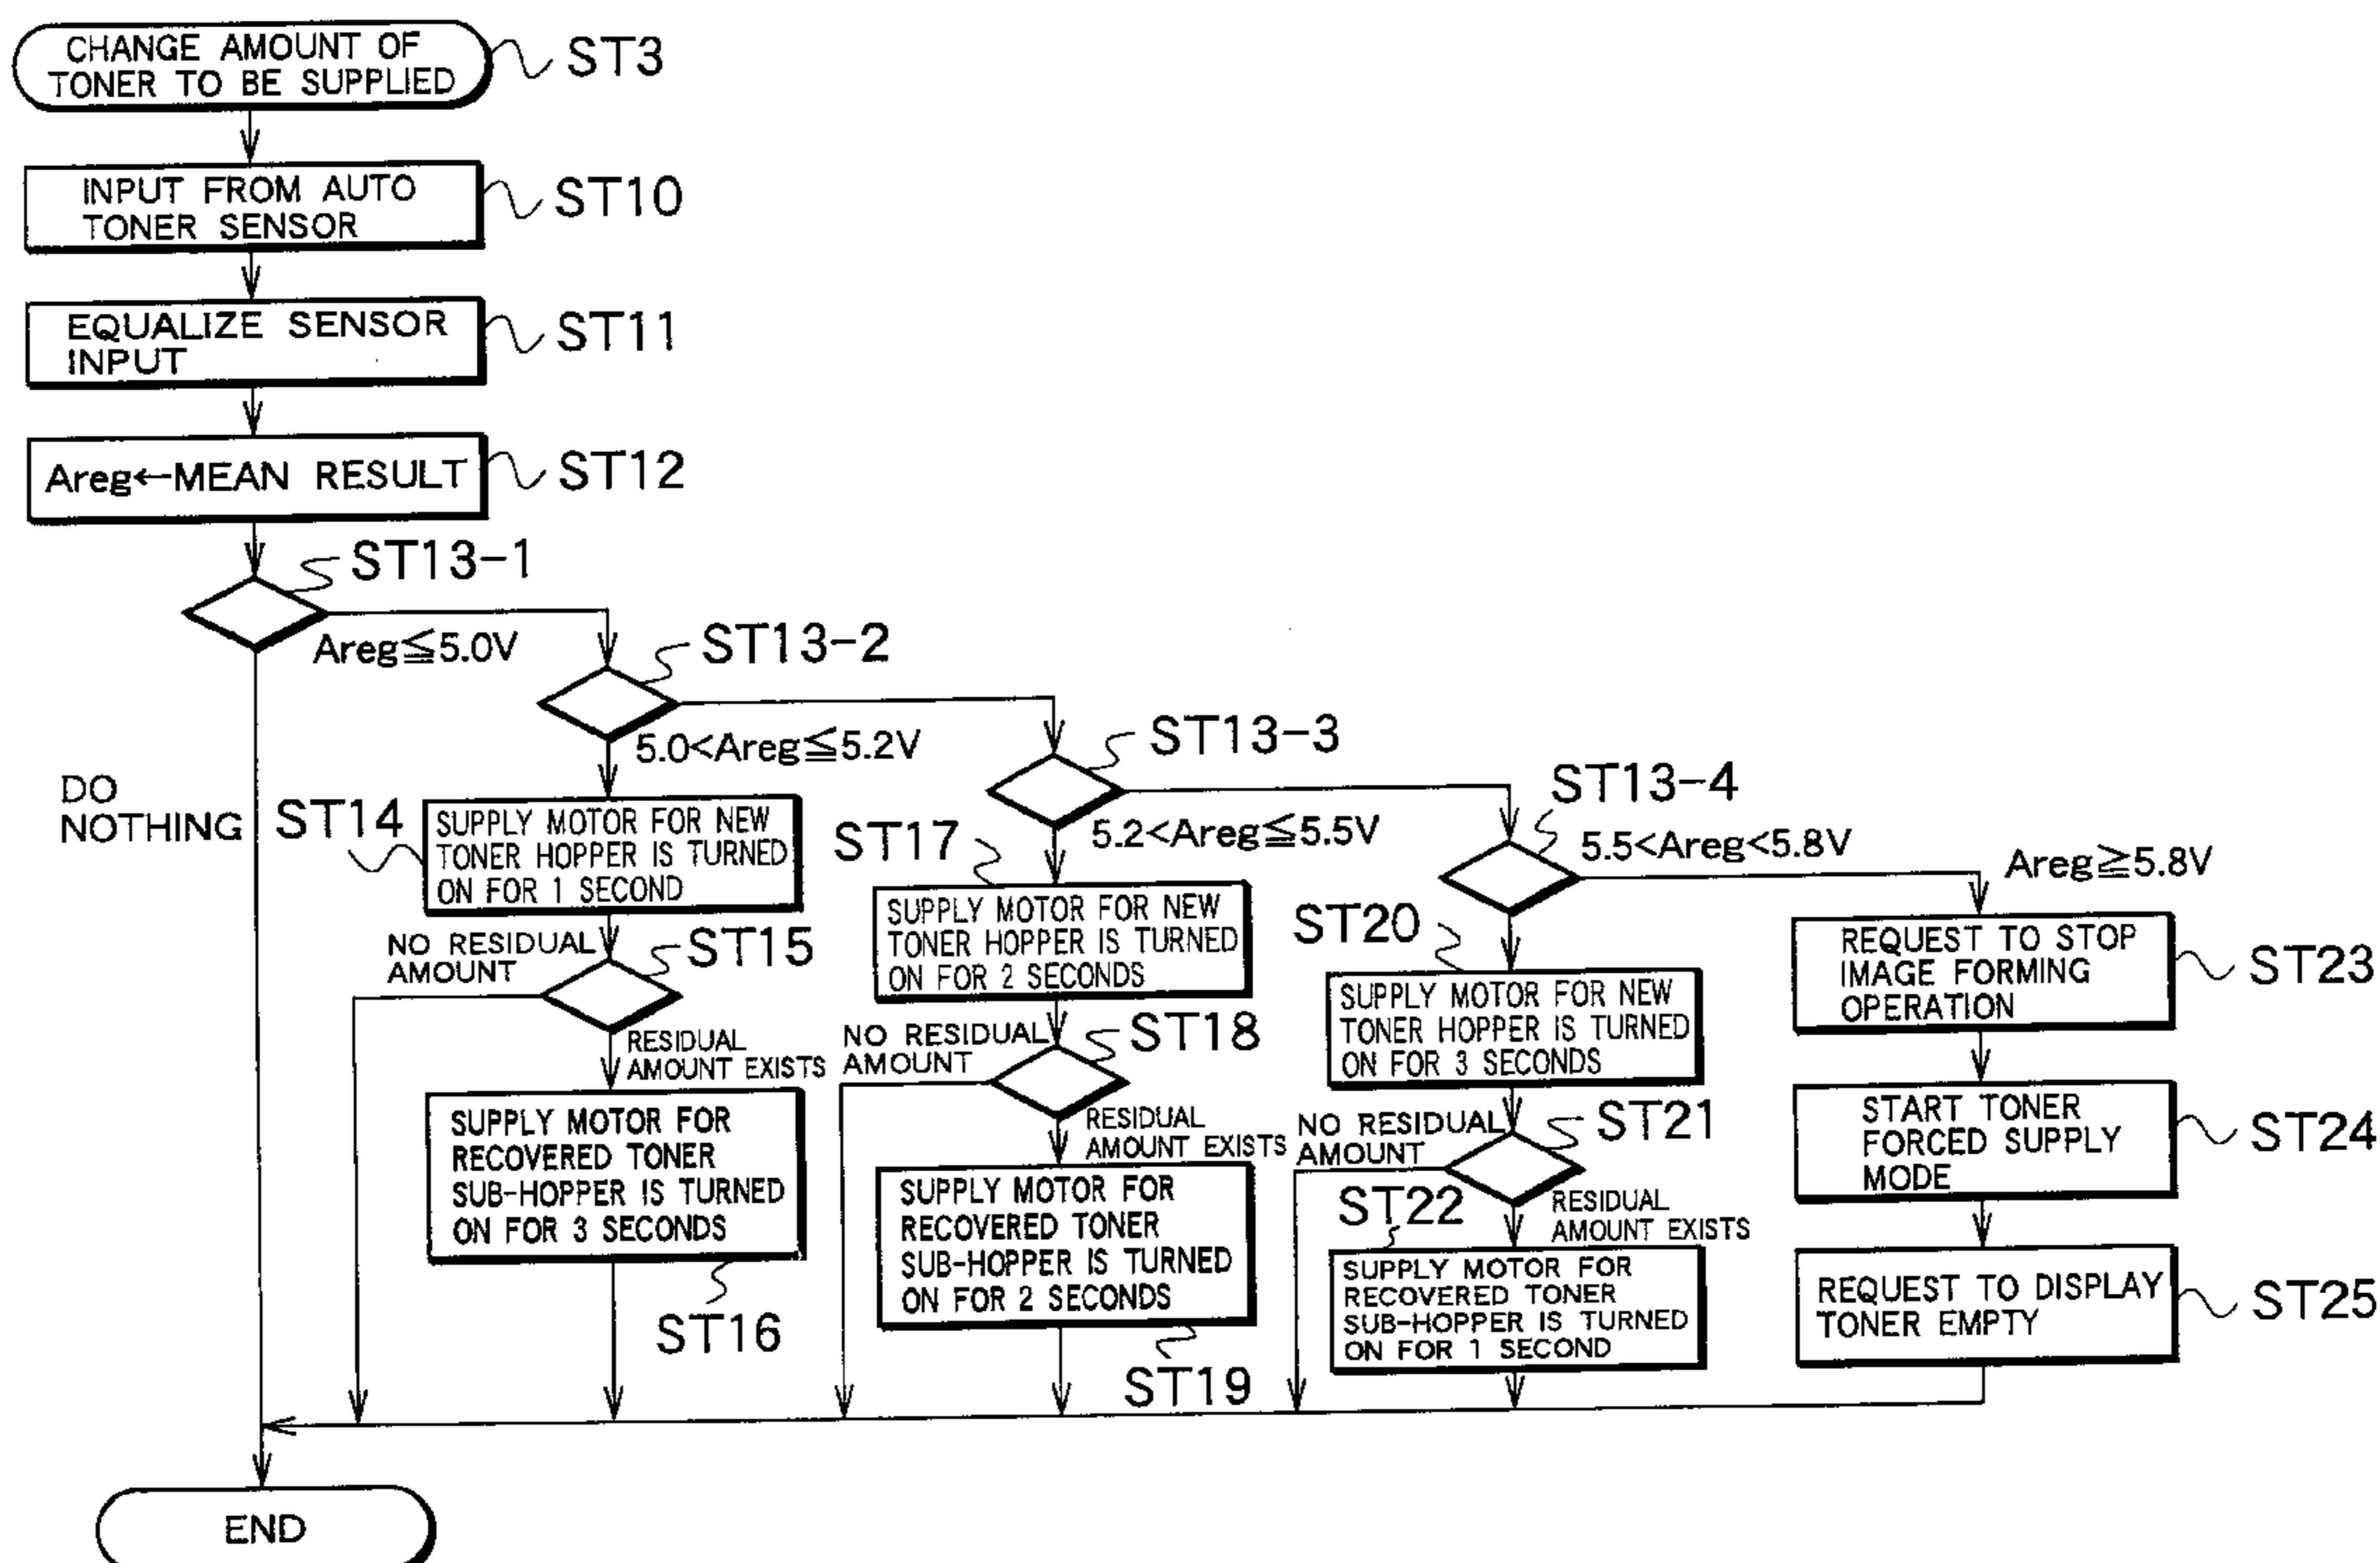 CHANGE AMOUNT OF
TONER TO BE SUPPLIED
ST3
INPUT FROM AUTO
TONER SENSOR
ST10
EQUALIZE SENSOR
INPUT
ST11
Areg←MEAN RESULT
ST12
ST13-1
Areg≦5.0V
DO
NOTHING
ST13-2
5.0<Areg≦5.2V
ST14
SUPPLY MOTOR FOR NEW
TONER HOPPER IS TURNED
ON FOR 1 SECOND
NO RESIDUAL
AMOUNT
ST15
RESIDUAL
AMOUNT EXISTS
SUPPLY MOTOR FOR
RECOVERED TONER
SUB-HOPPER IS TURNED
ON FOR 3 SECONDS
ST16
ST13-3
5.2<Areg≦5.5V
ST17
SUPPLY MOTOR FOR NEW
TONER HOPPER IS TURNED
ON FOR 2 SECONDS
NO RESIDUAL
AMOUNT
ST18
RESIDUAL
AMOUNT EXISTS
SUPPLY MOTOR FOR
RECOVERED TONER
SUB-HOPPER IS TURNED
ON FOR 2 SECONDS
ST19
ST13-4
5.5<Areg<5.8V
ST20
SUPPLY MOTOR FOR NEW
TONER HOPPER IS TURNED
ON FOR 3 SECONDS
NO RESIDUAL
AMOUNT
ST21
RESIDUAL
AMOUNT EXISTS
ST22
SUPPLY MOTOR FOR
RECOVERED TONER
SUB-HOPPER IS TURNED
ON FOR 1 SECOND
Areg≧5.8V
REQUEST TO STOP
IMAGE FORMING
OPERATION
ST23
START TONER
FORCED SUPPLY
MODE
ST24
REQUEST TO DISPLAY
TONER EMPTY
ST25
END